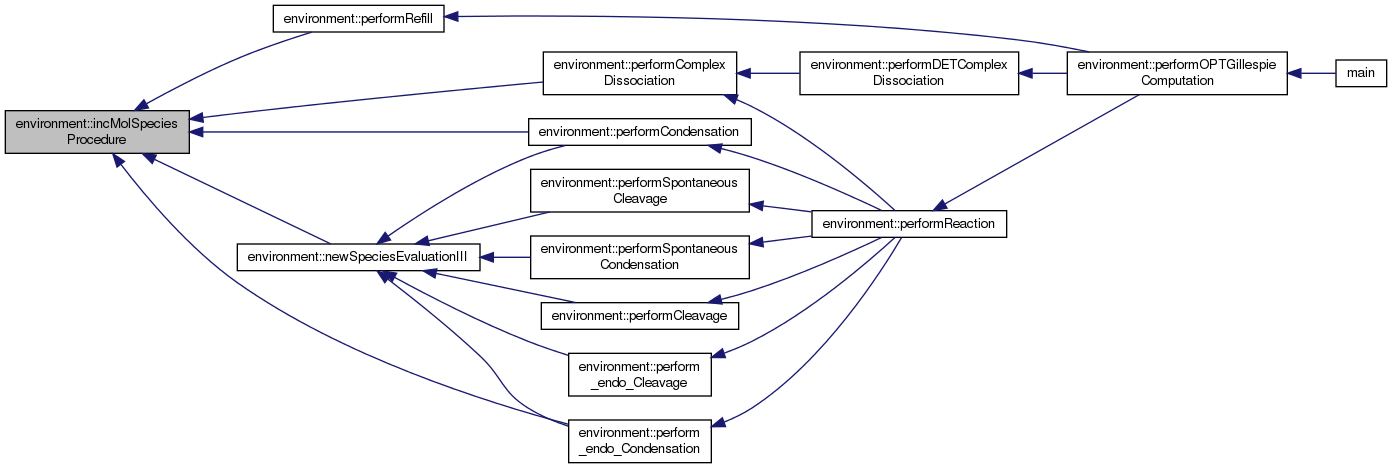 environment::performRefill
environment::performComplex
Dissociation
environment::performDETComplex
Dissociation
environment::performOPTGillespie
Computation
main
environment::incMolSpecies
Procedure
environment::performCondensation
environment::performSpontaneous
Cleavage
environment::performReaction
environment::newSpeciesEvaluationIII
environment::performSpontaneous
Condensation
environment::performCleavage
environment::perform
_endo_Cleavage
environment::perform
_endo_Condensation